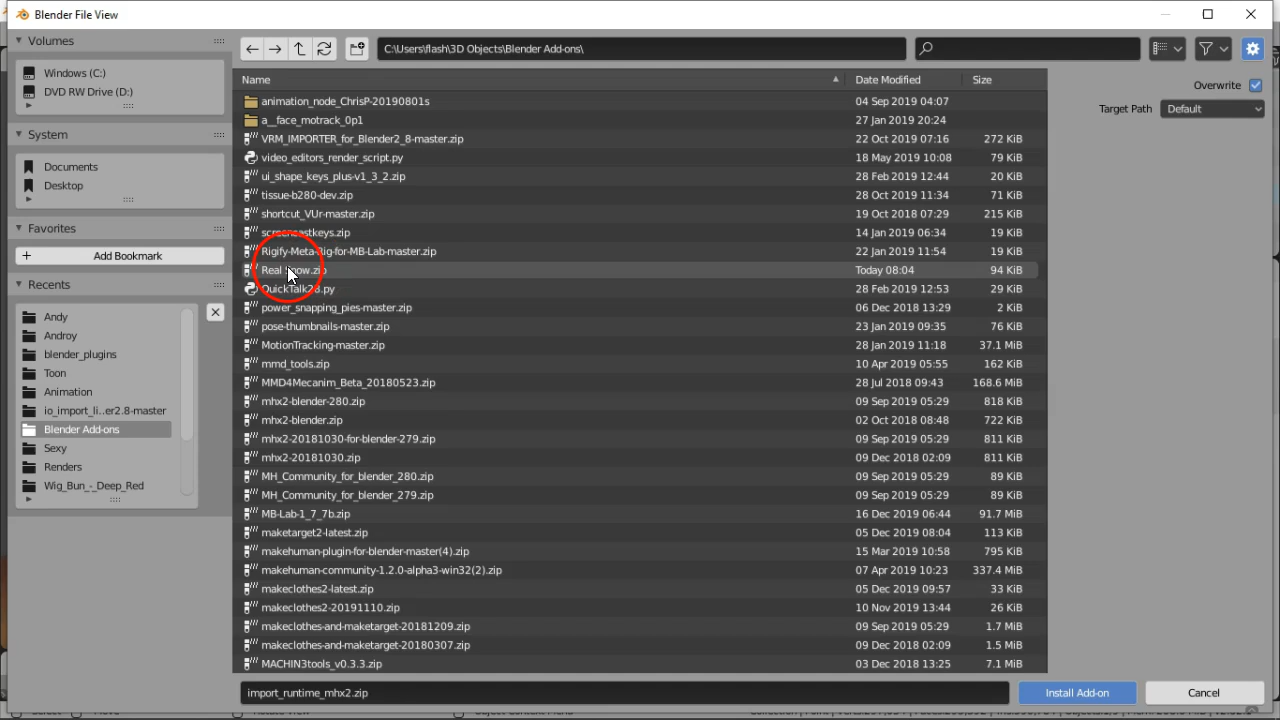 Blender File View
Volumes
Windows (C:)
DVD RW Drive (D:)
System
Documents
Desktop
Favorites
Add Bookmark
Recents
Andy
Androy
blender_plugins
Toon
Animation
io_import_li..er2.8-master
Blender Add-ons
Sexy
Renders
Wig_Bun_-_Deep_Red
C:\Users\flash\3D Objects\Blender Add-ons\
Name Date Modified Size
animation_node_ChrisP-20190801s 04 Sep 2019 04:07
a__face_motrack_0p1 27 Jan 2019 20:24
VRM_IMPORTER_for_Blender2_8-master.zip 22 Oct 2019 07:16 272 KiB
video_editors_render_script.py 18 May 2019 10:08 79 KiB
ui_shape_keys_plus-v1_3_2.zip 28 Feb 2019 12:44 20 KiB
tissue-b280-dev.zip 28 Oct 2019 11:34 71 KiB
shortcut_VUr-master.zip 19 Oct 2018 07:29 215 KiB
screencastkeys.zip 14 Jan 2019 06:34 19 KiB
Rigify-Meta-Rig-for-MB-Lab-master.zip 22 Jan 2019 11:54 19 KiB
Real Snow.zip Today 08:04 94 KiB
QuickTalk28.py 28 Feb 2019 12:53 29 KiB
power_snapping_pies-master.zip 06 Dec 2018 13:29 2 KiB
pose-thumbnails-master.zip 23 Jan 2019 09:35 76 KiB
MotionTracking-master.zip 28 Jan 2019 11:18 37.1 MiB
mmd_tools.zip 10 Apr 2019 05:55 162 KiB
MMD4Mecanim_Beta_20180523.zip 28 Jul 2018 09:43 168.6 MiB
mhx2-blender-280.zip 09 Sep 2019 05:29 818 KiB
mhx2-blender.zip 02 Oct 2018 08:48 722 KiB
mhx2-20181030-for-blender-279.zip 09 Sep 2019 05:29 811 KiB
mhx2-20181030.zip 09 Dec 2018 02:09 811 KiB
MH_Community_for_blender_280.zip 09 Sep 2019 05:29 89 KiB
MH_Community_for_blender_279.zip 09 Sep 2019 05:29 89 KiB
MB-Lab-1_7_7b.zip 16 Dec 2019 06:44 91.7 MiB
maketarget2-latest.zip 05 Dec 2019 08:04 113 KiB
makehuman-plugin-for-blender-master(4).zip 15 Mar 2019 10:58 795 KiB
makehuman-community-1.2.0-alpha3-win32(2).zip 07 Apr 2019 10:23 337.4 MiB
makeclothes2-latest.zip 05 Dec 2019 09:57 33 KiB
makeclothes2-20191110.zip 10 Nov 2019 13:44 26 KiB
makeclothes-and-maketarget-20181209.zip 09 Sep 2019 05:29 1.7 MiB
makeclothes-and-maketarget-20180307.zip 09 Dec 2018 02:09 1.5 MiB
MACHIN3tools_v0.3.3.zip 03 Dec 2018 13:25 7.1 MiB
import_runtime_mhx2.zip
Install Add-on
Cancel
Overwrite
Target Path Default